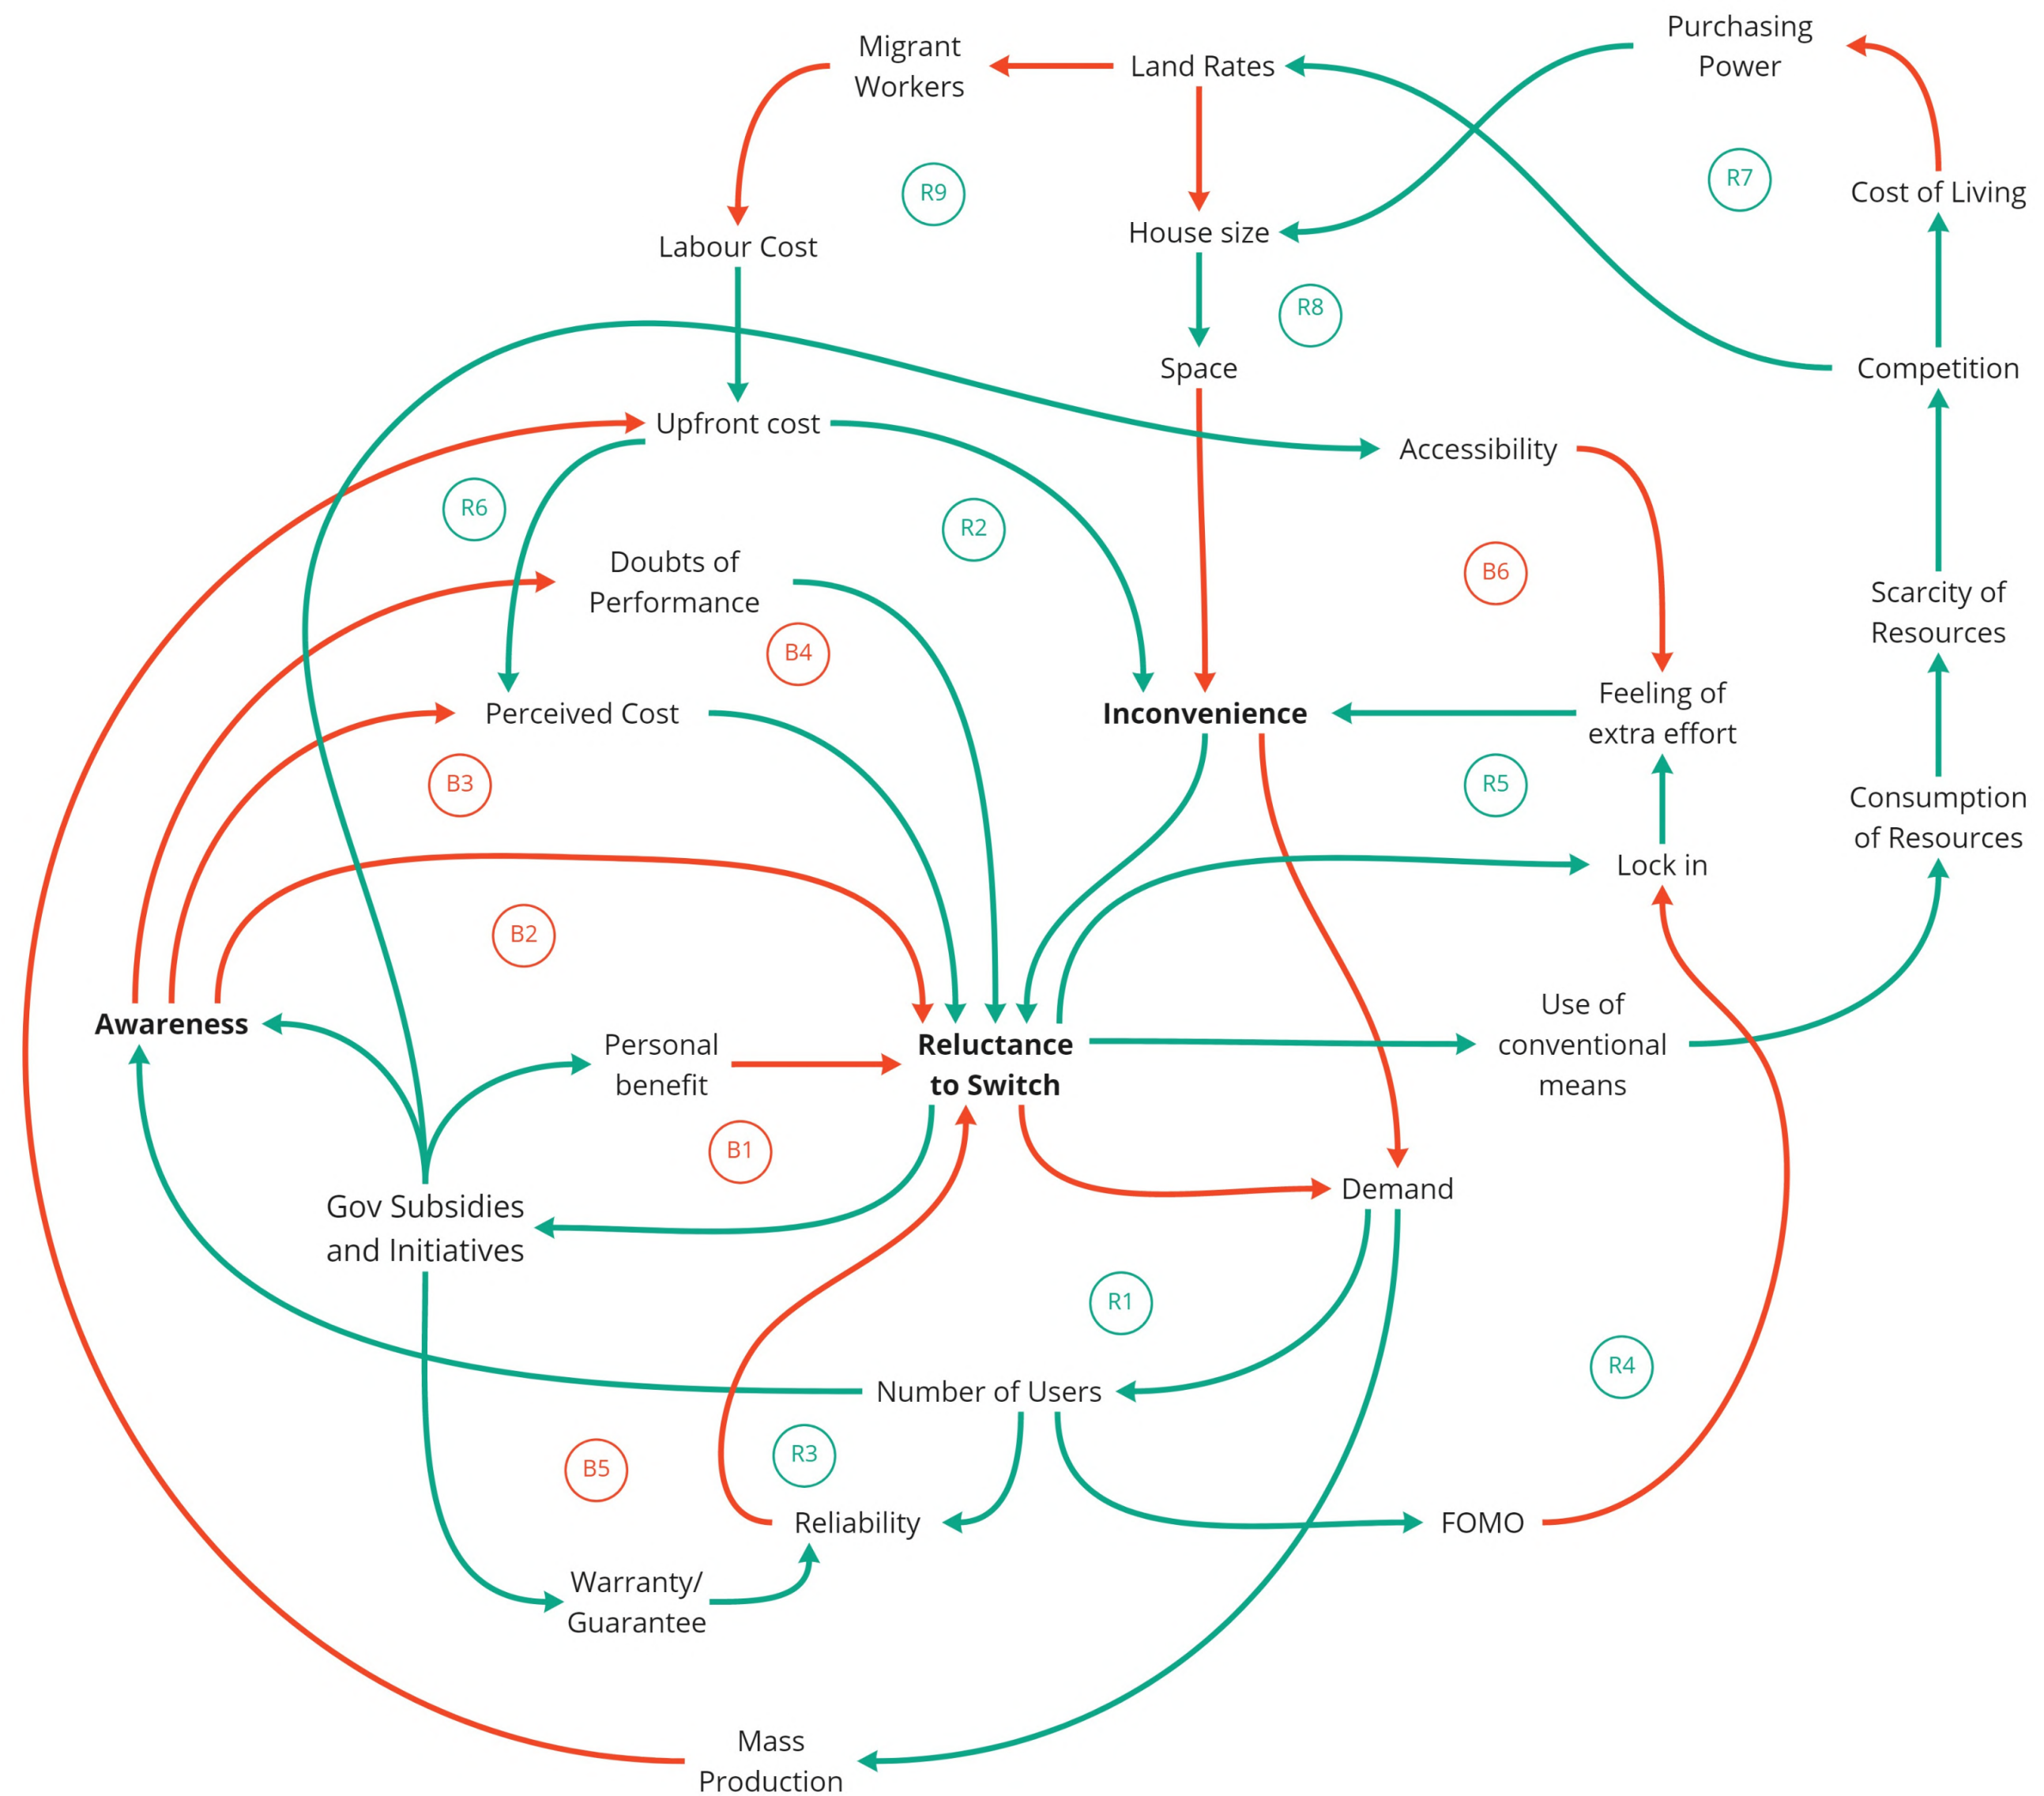 Purchasing
Power
Migrant
Workers
Land Rates
R7
R9
Cost of Living
House size
Labour Cost
R8
Space
Competition
Upfront cost
Accessibility
R6
R2
Doubts of
Performance
B6
Scarcity of
Resources
B4
Perceived Cost
Inconvenience
Feeling of
extra effort
B3
R5
Consumption
of Resources
Lock in
B2
Awareness
Personal
benefit
Reluctance
to Switch
Use of
conventional
means
B1
Gov Subsidies
and Initiatives
Demand
R1
R4
Number of Users
B5
R3
Reliability
FOMO
Warranty/
Guarantee
Mass
Production